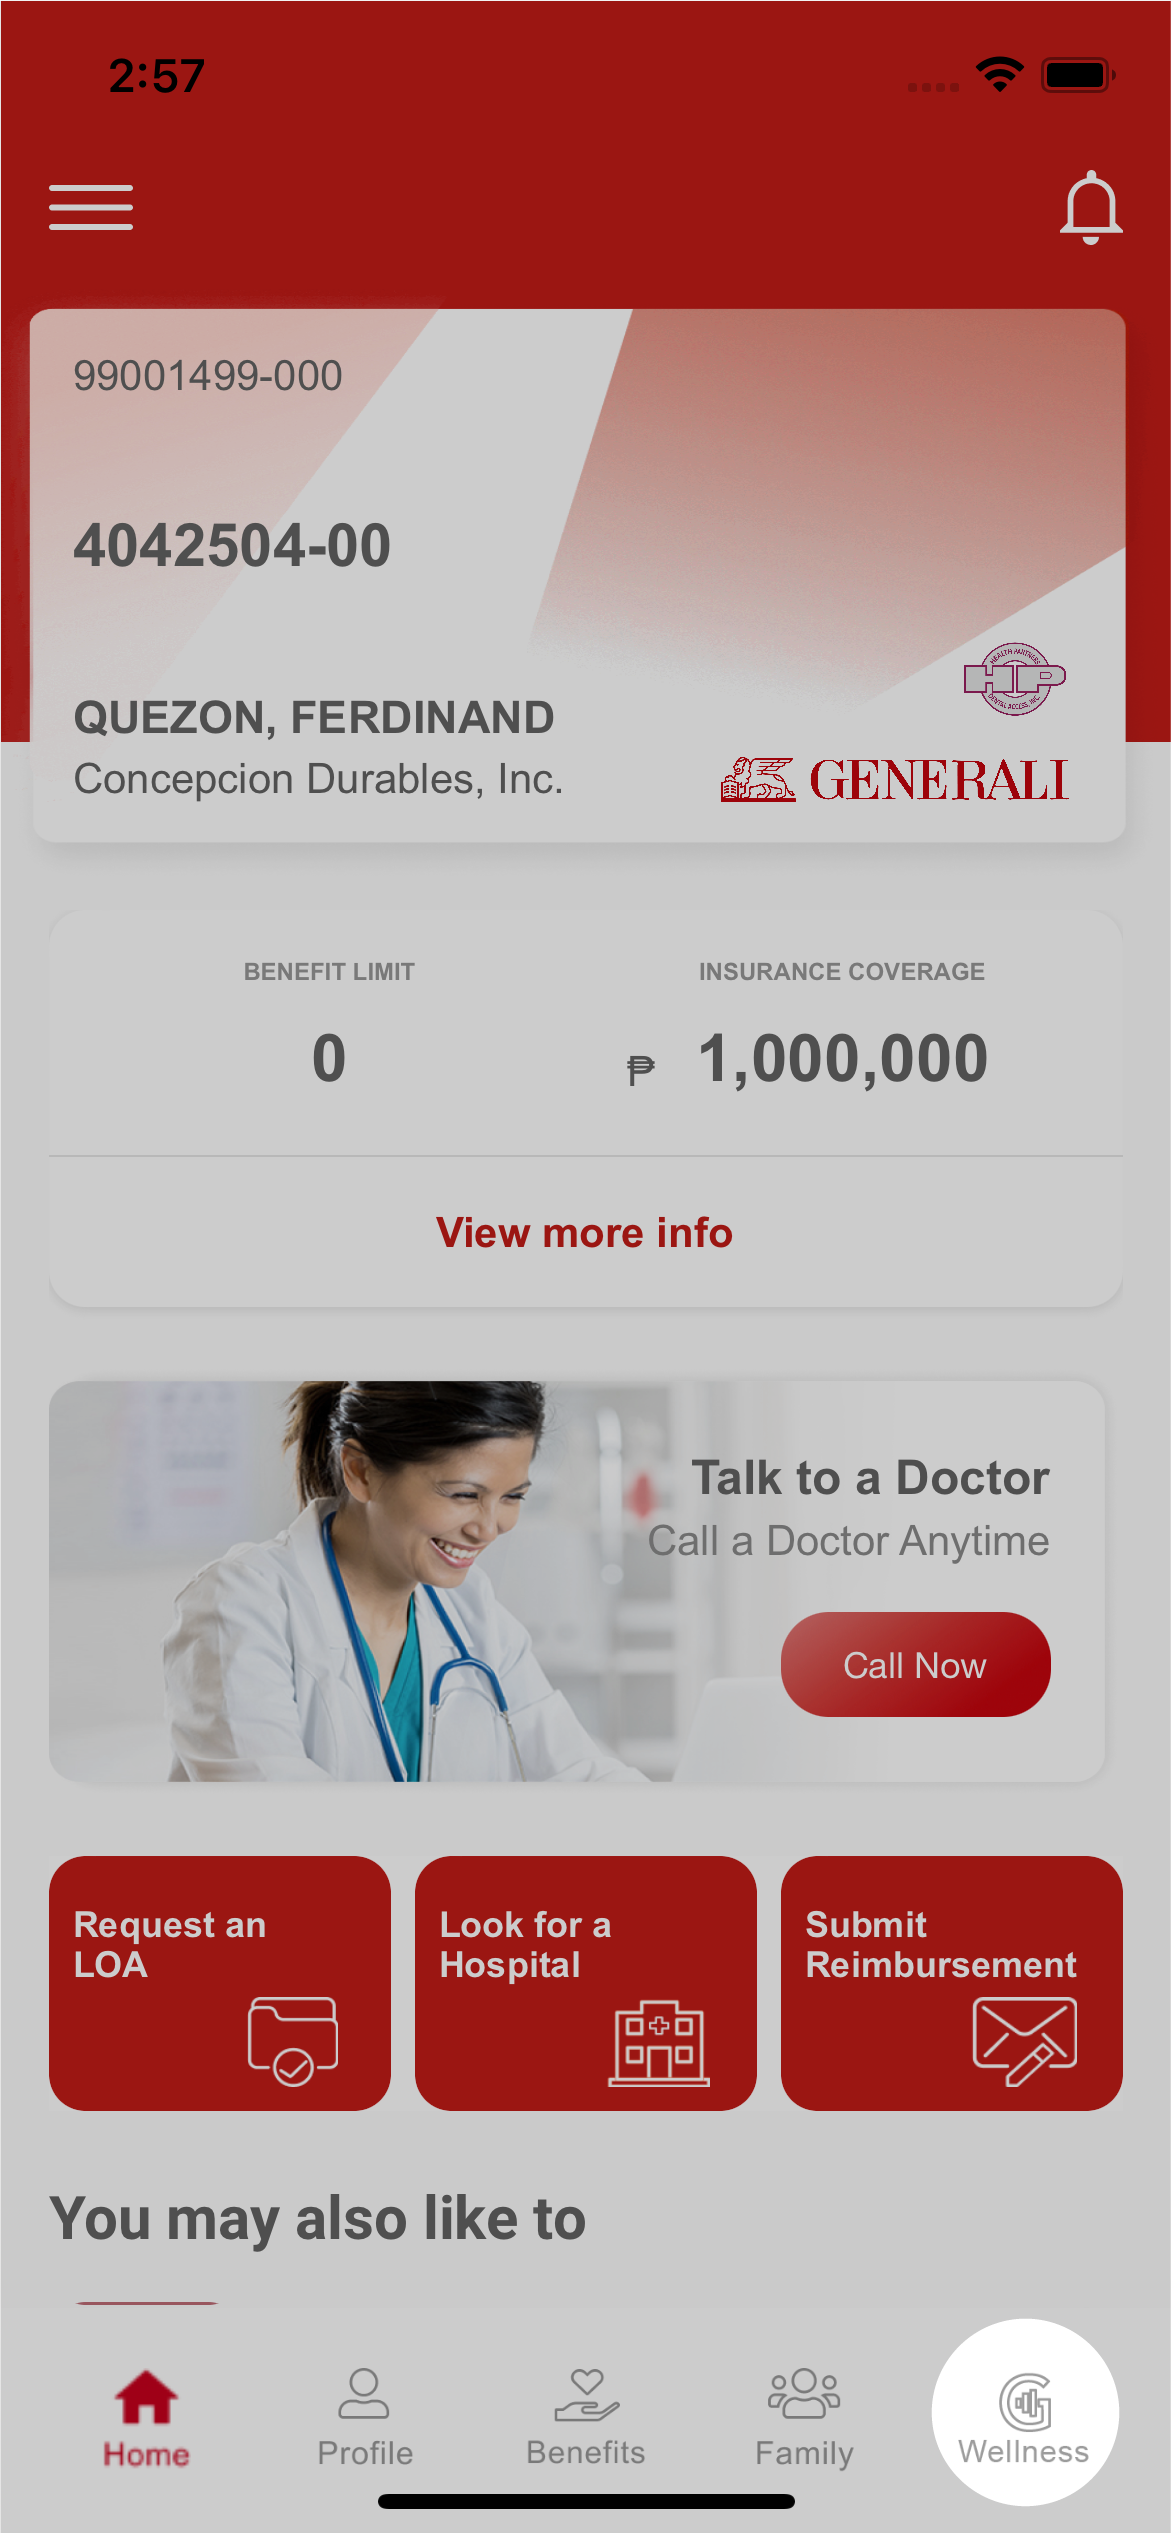 2:57
99001499-000
4042504-00
QUEZON, FERDINAND
Concepcion Durables, Inc.
HEALTH PARTNERS
HP
DENTAL ACCESS, INC.
GENERALI
BENEFIT LIMIT
INSURANCE COVERAGE
0
₱ 1,000,000
View more info
Talk to a Doctor
Call a Doctor Anytime
Call Now
Request an
LOA
Look for a
Hospital
Submit
Reimbursement
You may also like to
Home
Profile
Benefits
Family
Wellness